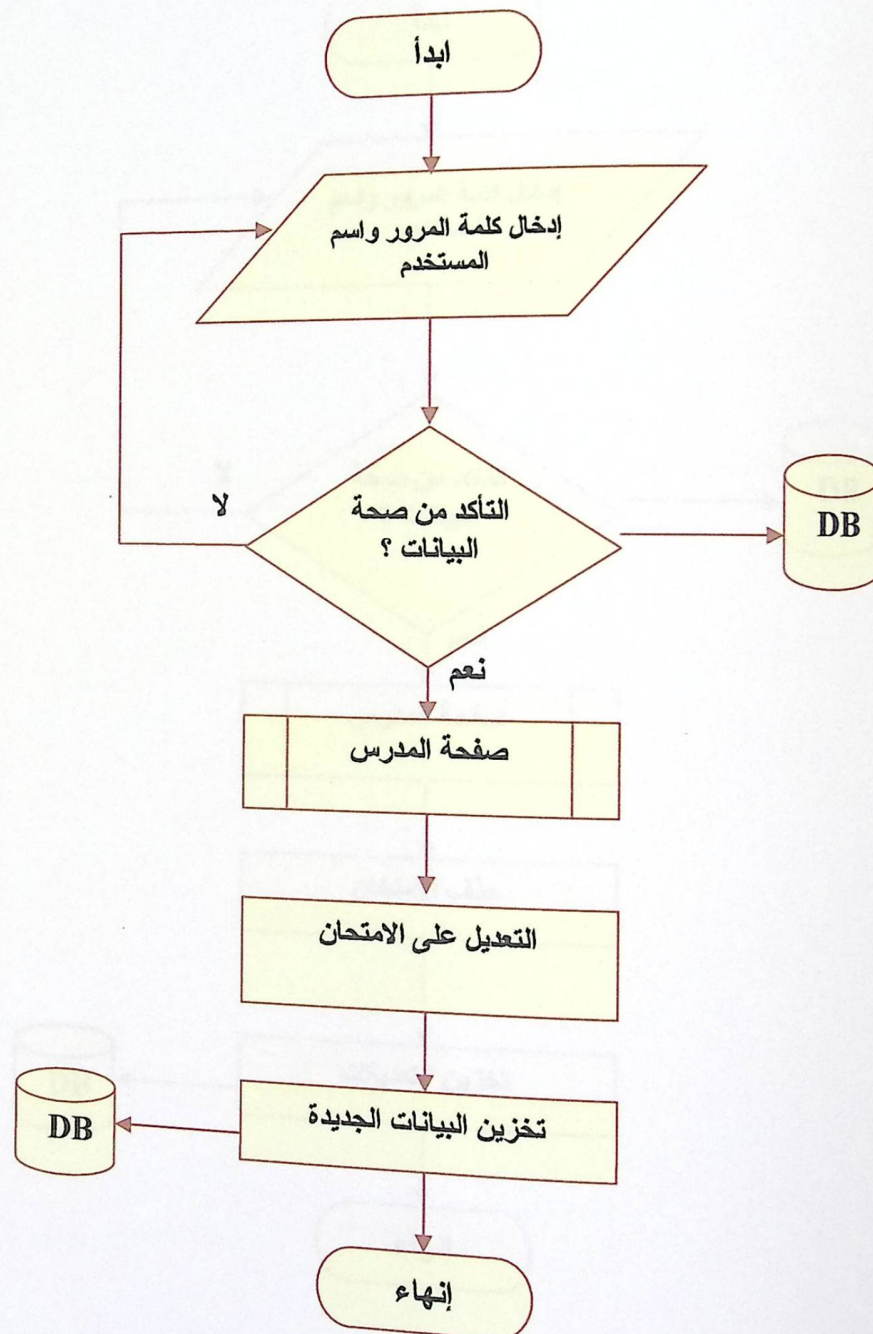 ابدأ
إدخال كلمة المرور واسم
المستخدم
التأكد من صحة
البيانات ؟
لا
DB
نعم
صفحة المدرس
التعديل على الامتحان
تخزين البيانات الجديدة
DB
إنهاء